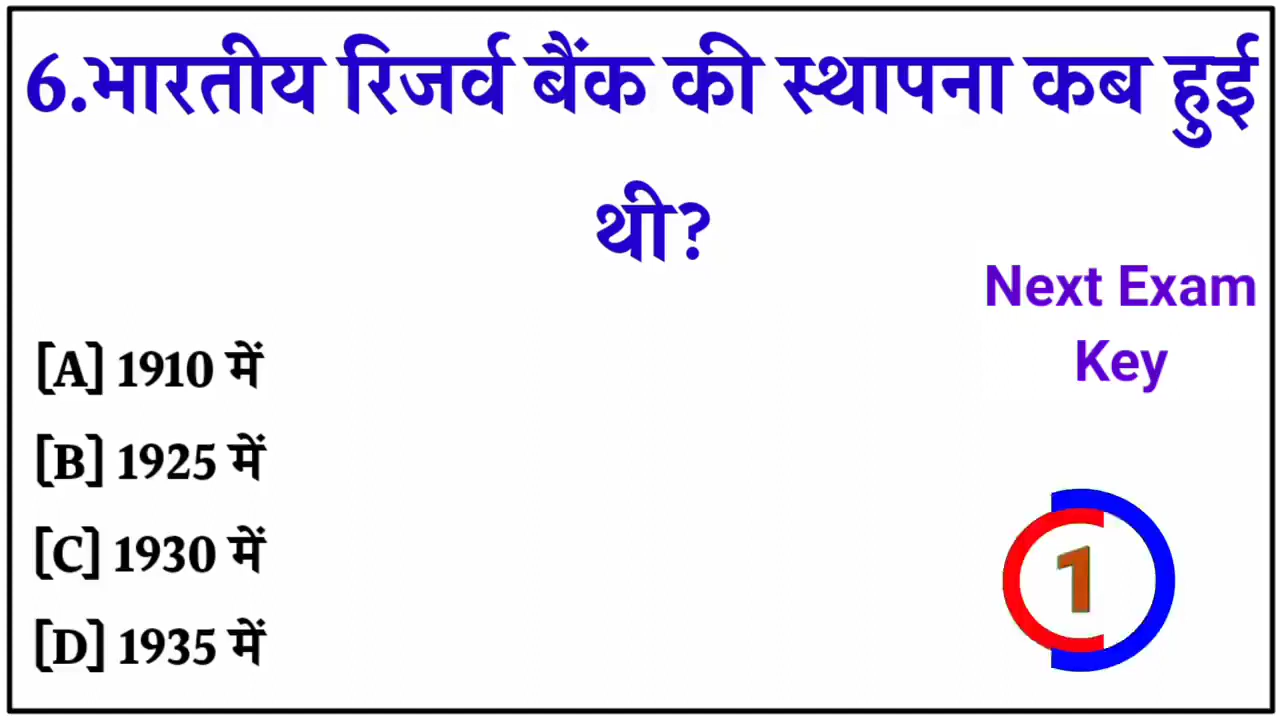 6.भारतीय रिजर्व बैंक की स्थापना कब हुई
थी?
Next Exam
Key
[A] 1910 में
[B] 1925 में
[C] 1930 में
[D] 1935 में
1